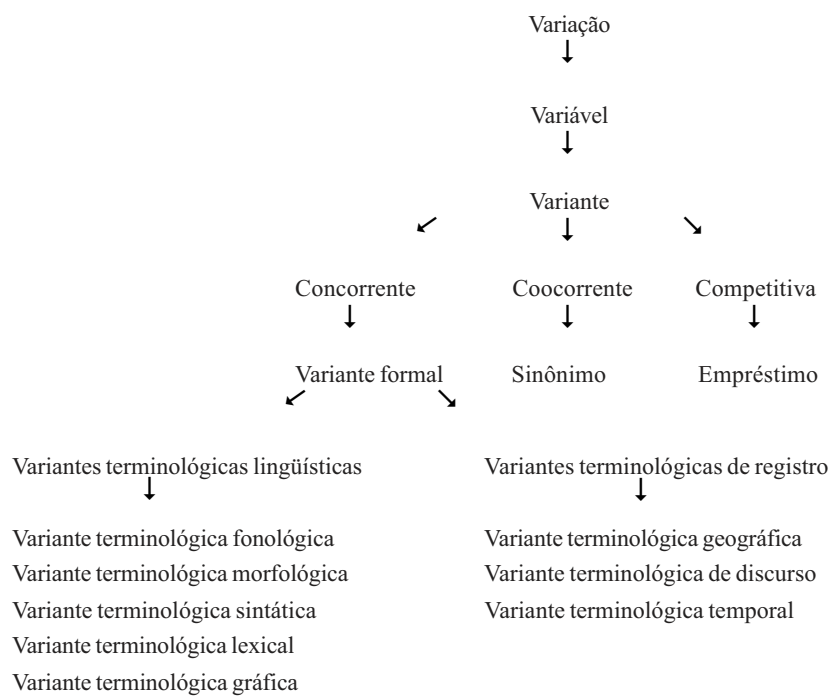 Variação
Variável
Variante
Concorrente Coocorrente Competitiva
Variante formal Sinônimo Empréstimo
Variantes terminológicas lingüísticas Variantes terminológicas de registro
Variante terminológica fonológica Variante terminológica geográfica
Variante terminológica morfológica Variante terminológica de discurso
Variante terminológica sintática Variante terminológica temporal
Variante terminológica lexical
Variante terminológica gráfica